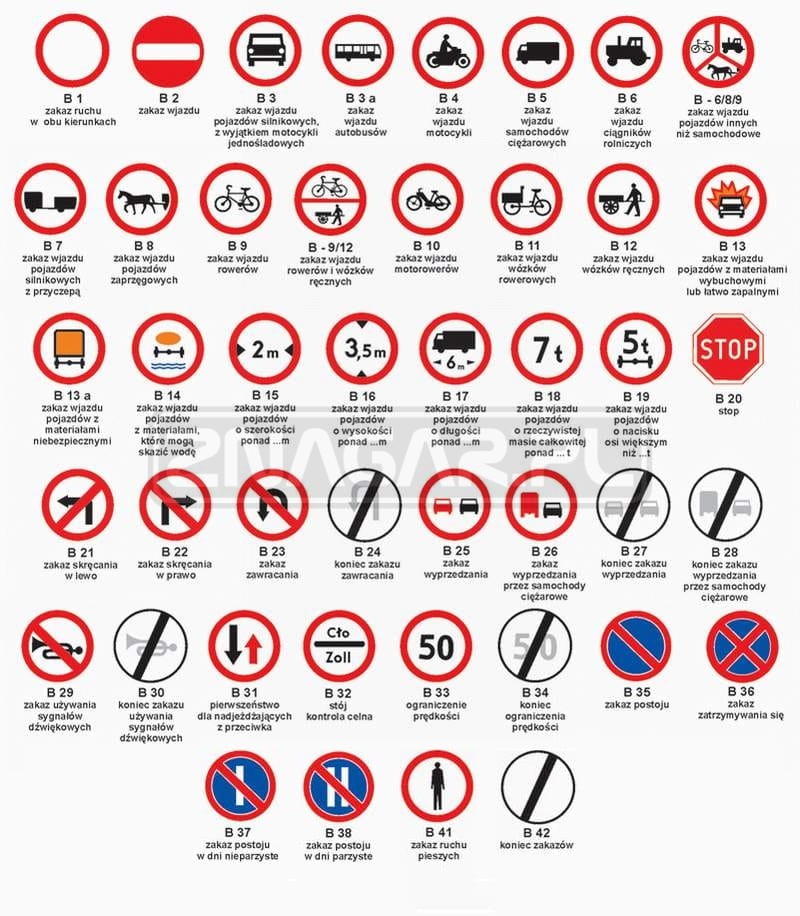 B 1
zakaz ruchu
w obu kierunkach
B 2
zakaz wjazdu
B 3
zakaz
wjazdu
pojazdów silnikowych,
z wyjątkiem motocykli
jednośladowych
B 3 a
zakaz
wjazdu
autobusów
B 4
zakaz
wjazdu
motocykli
B 5
zakaz
wjazdu
samochodów
ciężarowych
B 6
zakaz
wjazdu
ciągników
rolniczych
B - 6/8/9
zakaz wjazdu
pojazdów innych
niż samochodowe
B 7
zakaz wjazdu
pojazdów
silnikowych
z przyczepą
B 8
zakaz wjazdu
pojazdów
zaprzęgowych
B 9
zakaz wjazdu
rowerów
B - 9/12
zakaz wjazdu
rowerów i wózków
ręcznych
B 10
zakaz wjazdu
motorowerów
B 11
zakaz wjazdu
wózków
rowerowych
B 12
zakaz wjazdu
wózków ręcznych
B 13
zakaz wjazdu
pojazdów z materiałami
wybuchowymi
lub łatwo zapalnymi
2m
3,5m
6m
7t
5t
STOP
B 13 a
zakaz wjazdu
pojazdów z
materiałami
niebezpiecznymi
B 14
zakaz wjazdu
pojazdów
z materiałami,
które mogą
skazić wodę
B 15
zakaz wjazdu
pojazdów
o szerokości
ponad ...m
B 16
zakaz wjazdu
pojazdów
o wysokości
ponad ...m
B 17
zakaz wjazdu
pojazdów
o długości
ponad ...m
B 18
zakaz wjazdu
pojazdów
o rzeczywistej
masie całkowitej
ponad ... t
B 19
zakaz wjazdu
pojazdów
o nacisku
osi większym
niż ...t
B 20
stop
ZNAGAR.PL
B 21
zakaz skręcania
w lewo
B 22
zakaz skręcania
w prawo
B 23
zakaz
zawracania
B 24
koniec zakazu
zawracania
B 25
zakaz
wyprzedzania
B 26
zakaz
wyprzedzania
przez samochody
ciężarowe
B 27
koniec zakazu
wyprzedzania
B 28
koniec zakazu
wyprzedzania
przez samochody
ciężarowe
Cło
Zoll
50
50
B 29
zakaz używania
sygnałów
dźwiękowych
B 30
koniec zakazu
używania
sygnałów
dźwiękowych
B 31
pierwszeństwo
dla nadjeżdżających
z przeciwka
B 32
stój
kontrola celna
B 33
ograniczenie
prędkości
B 34
koniec
ograniczenia
prędkości
B 35
zakaz postoju
B 36
zakaz
zatrzymywania się
I
II
B 37
zakaz postoju
w dni nieparzyste
B 38
zakaz postoju
w dni parzyste
B 41
zakaz ruchu
pieszych
B 42
koniec zakazów